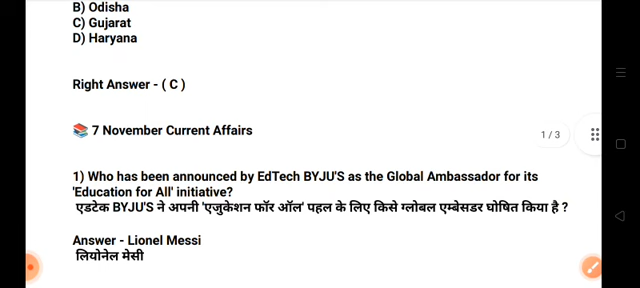 B) Odisha
C) Gujarat
D) Haryana
Right Answer - ( C )
📚 7 November Current Affairs
1 / 3
1) Who has been announced by EdTech BYJU'S as the Global Ambassador for its
'Education for All' initiative?
एडटेक BYJU'S ने अपनी 'एजुकेशन फॉर ऑल' पहल के लिए किसे ग्लोबल एम्बेसडर घोषित किया है ?
Answer - Lionel Messi
लियोनेल मेसी